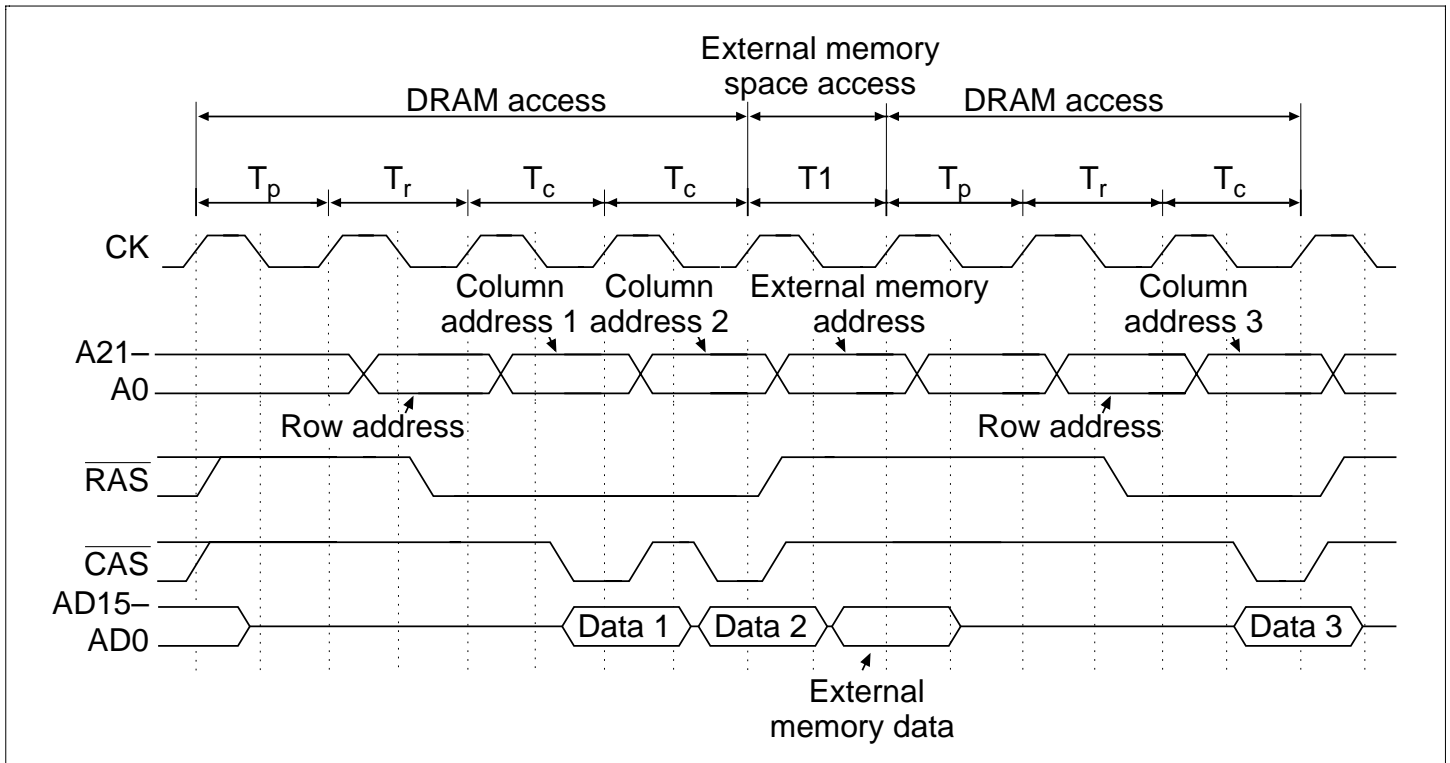 External memory
space access
DRAM access
DRAM access
Tp
Tr
Tc
Tc
T1
Tp
Tr
Tc
CK
Column
address 1
Column
address 2
External memory
address
Column
address 3
A21–
A0
Row address
Row address
RAS
CAS
AD15–
AD0
Data 1
Data 2
Data 3
External
memory data